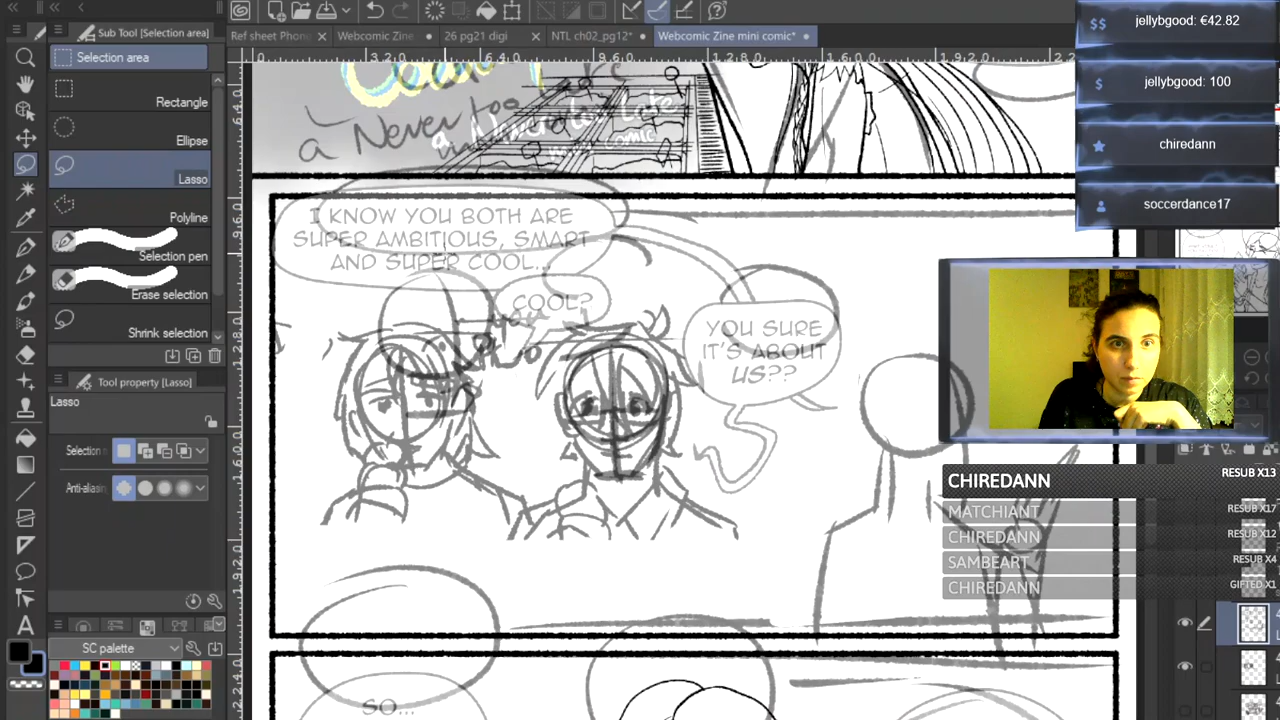 Sub Tool [Selection area]
Selection area
Rectangle
Ellipse
Lasso
Polyline
Selection pen
Erase selection
Shrink selection
Tool property [Lasso]
Lasso
Selection
Anti-aliasing
SC palette
Ref sheet Phon
Webcomic Zine
26 pg21 digi
NTL ch02_pg12*
Webcomic Zine mini comic*
a Never too
I KNOW YOU BOTH ARE
SUPER AMBITIOUS, SMART
AND SUPER COOL...
COOL?
YOU SURE
IT'S ABOUT
US??
SO...
jellybgood: €42.82
jellybgood: 100
chiredann
soccerdance17
CHIREDANN RESUB X13
MATCHIANT RESUB X17
CHIREDANN RESUB X12
SAMBEART RESUB X4
CHIREDANN GIFTED X1